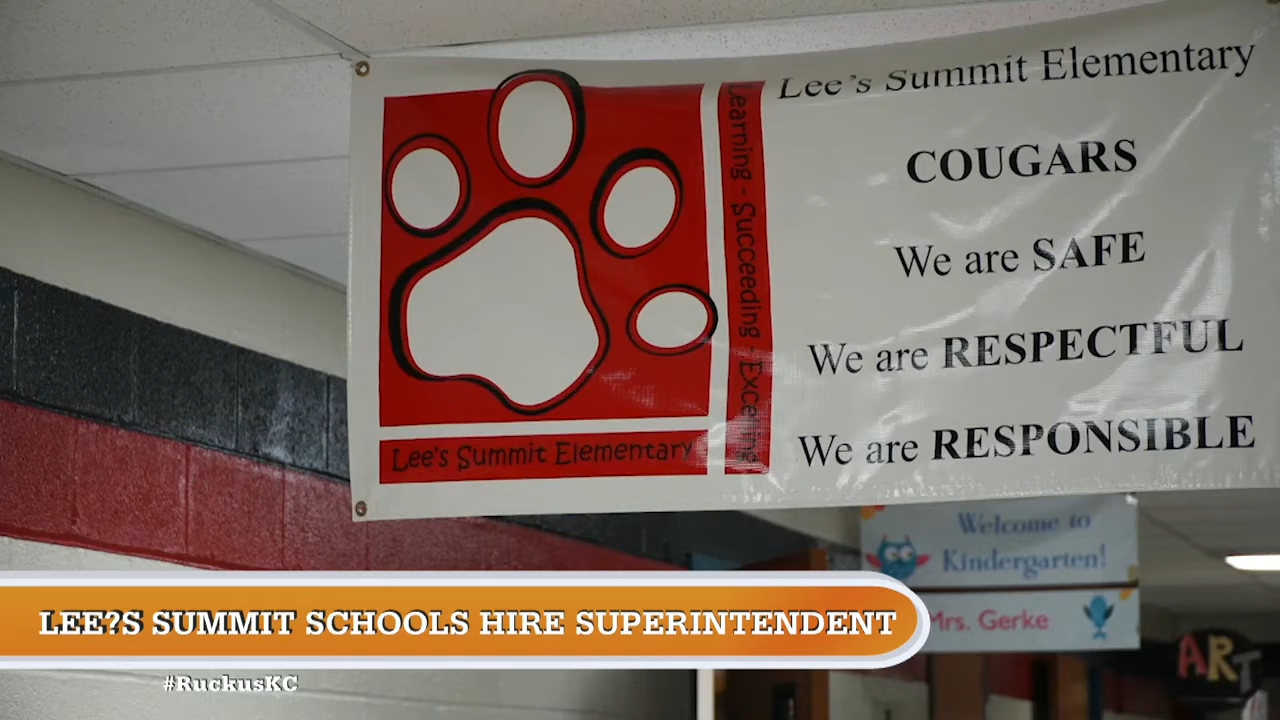 Lee's Summit Elementary
COUGARS
We are SAFE
We are RESPECTFUL
We are RESPONSIBLE
Learning - Succeeding - Excelling
Lee's Summit Elementary
Welcome to
Kindergarten!
Mrs. Gerke
ART
LEE?S SUMMIT SCHOOLS HIRE SUPERINTENDENT
#RuckusKC